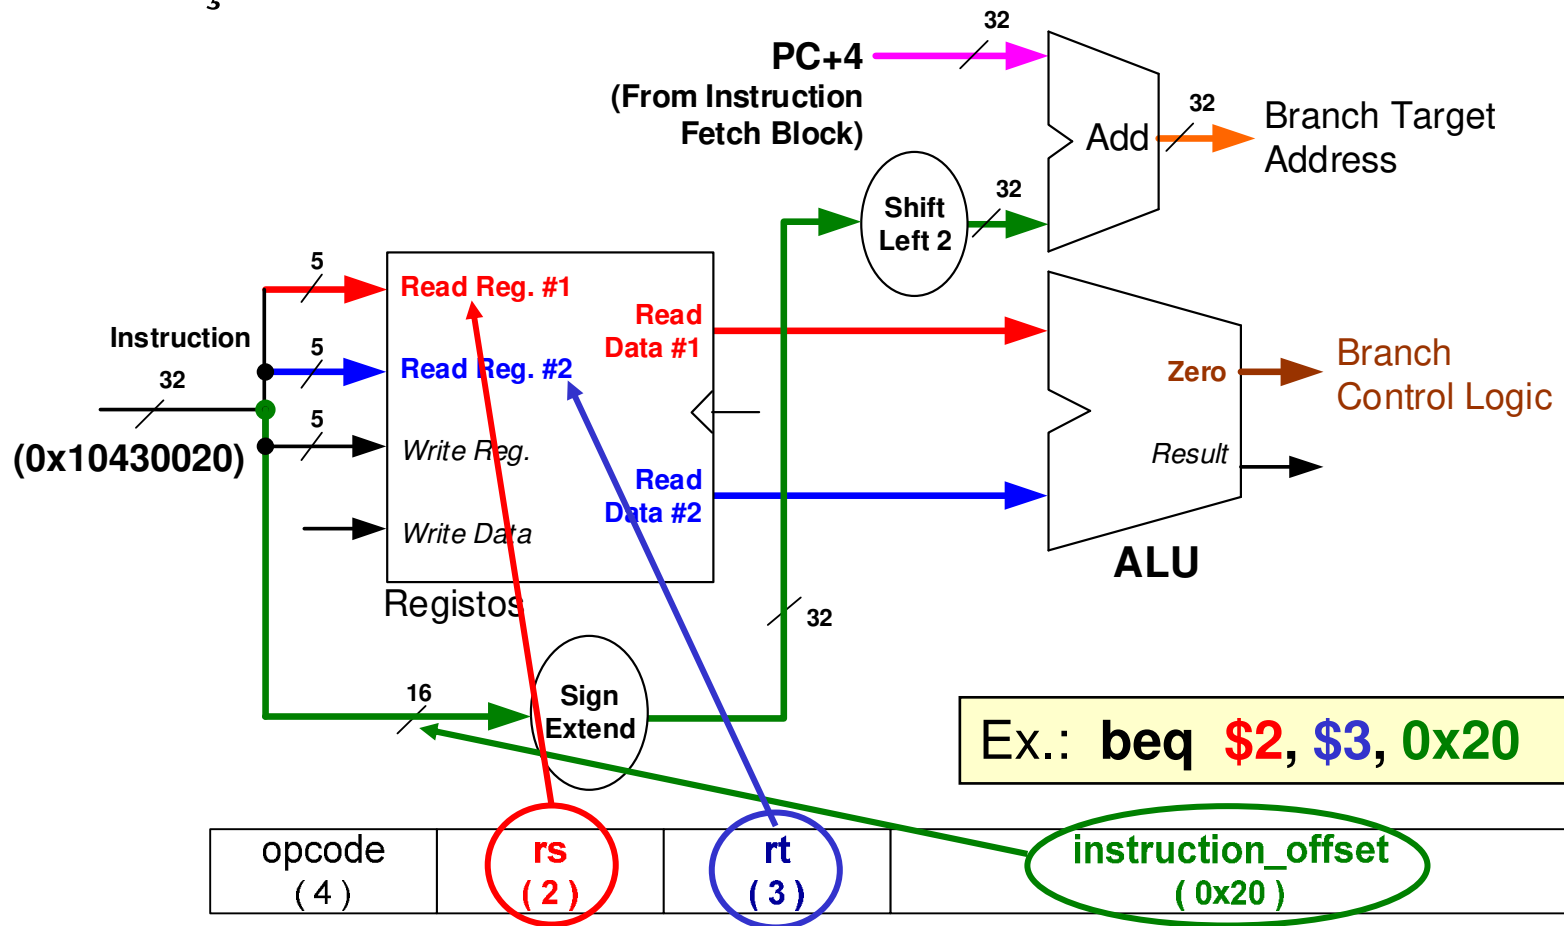 32
PC+4
(From Instruction
Fetch Block)
Add
32
Branch Target
Address
Shift
Left 2
32
5
Read Reg. #1
Read
Data #1
Instruction
32
5
Read Reg. #2
Zero
Branch
Control Logic
(0x10430020)
5
Write Reg.
Result
Read
Data #2
Write Data
ALU
Registos
32
16
Sign
Extend
Ex.: beq $2, $3, 0x20
opcode
( 4 )
rs
( 2 )
rt
( 3 )
instruction_offset
( 0x20 )